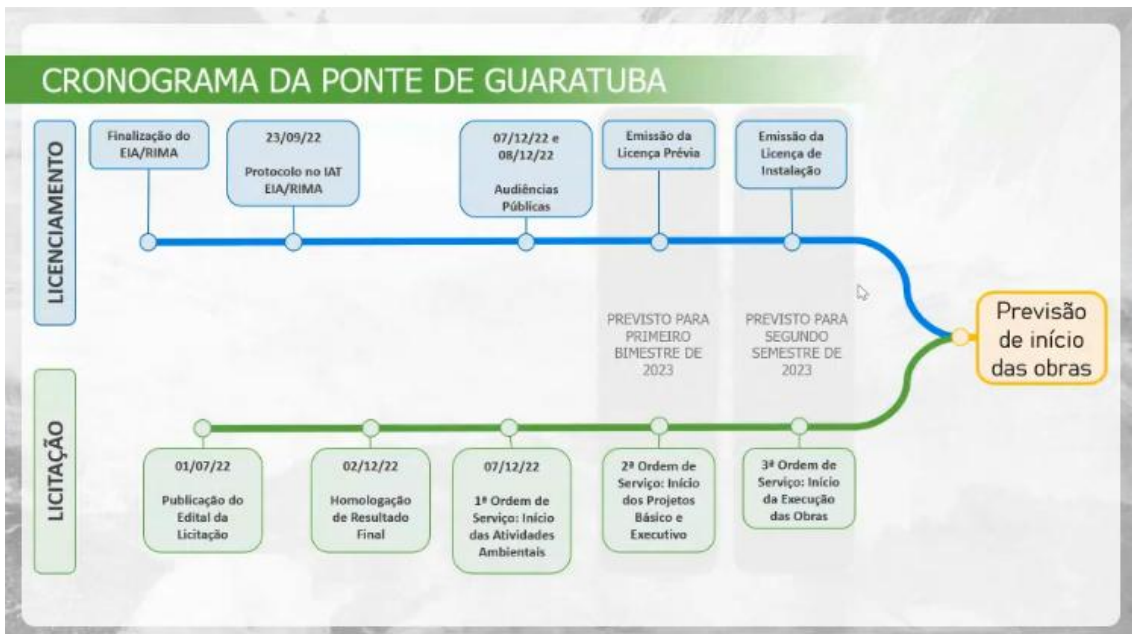 CRONOGRAMA DA PONTE DE GUARATUBA
LICENCIAMENTO
Finalização do
EIA/RIMA
23/09/22
Protocolo no IAT
EIA/RIMA
07/12/22 e
08/12/22
Audiências
Públicas
Emissão da
Licença Prévia
Emissão da
Licença de
Instalação
PREVISTO PARA
PRIMEIRO
BIMESTRE DE
2023
PREVISTO PARA
SEGUNDO
SEMESTRE DE
2023
Previsão
de início
das obras
LICITAÇÃO
01/07/22
Publicação do
Edital da
Licitação
02/12/22
Homologação
de Resultado
Final
07/12/22
1ª Ordem de
Serviço: Início
das Atividades
Ambientais
2ª Ordem de
Serviço: Início
dos Projetos
Básico e
Executivo
3ª Ordem de
Serviço: Início
da Execução
das Obras